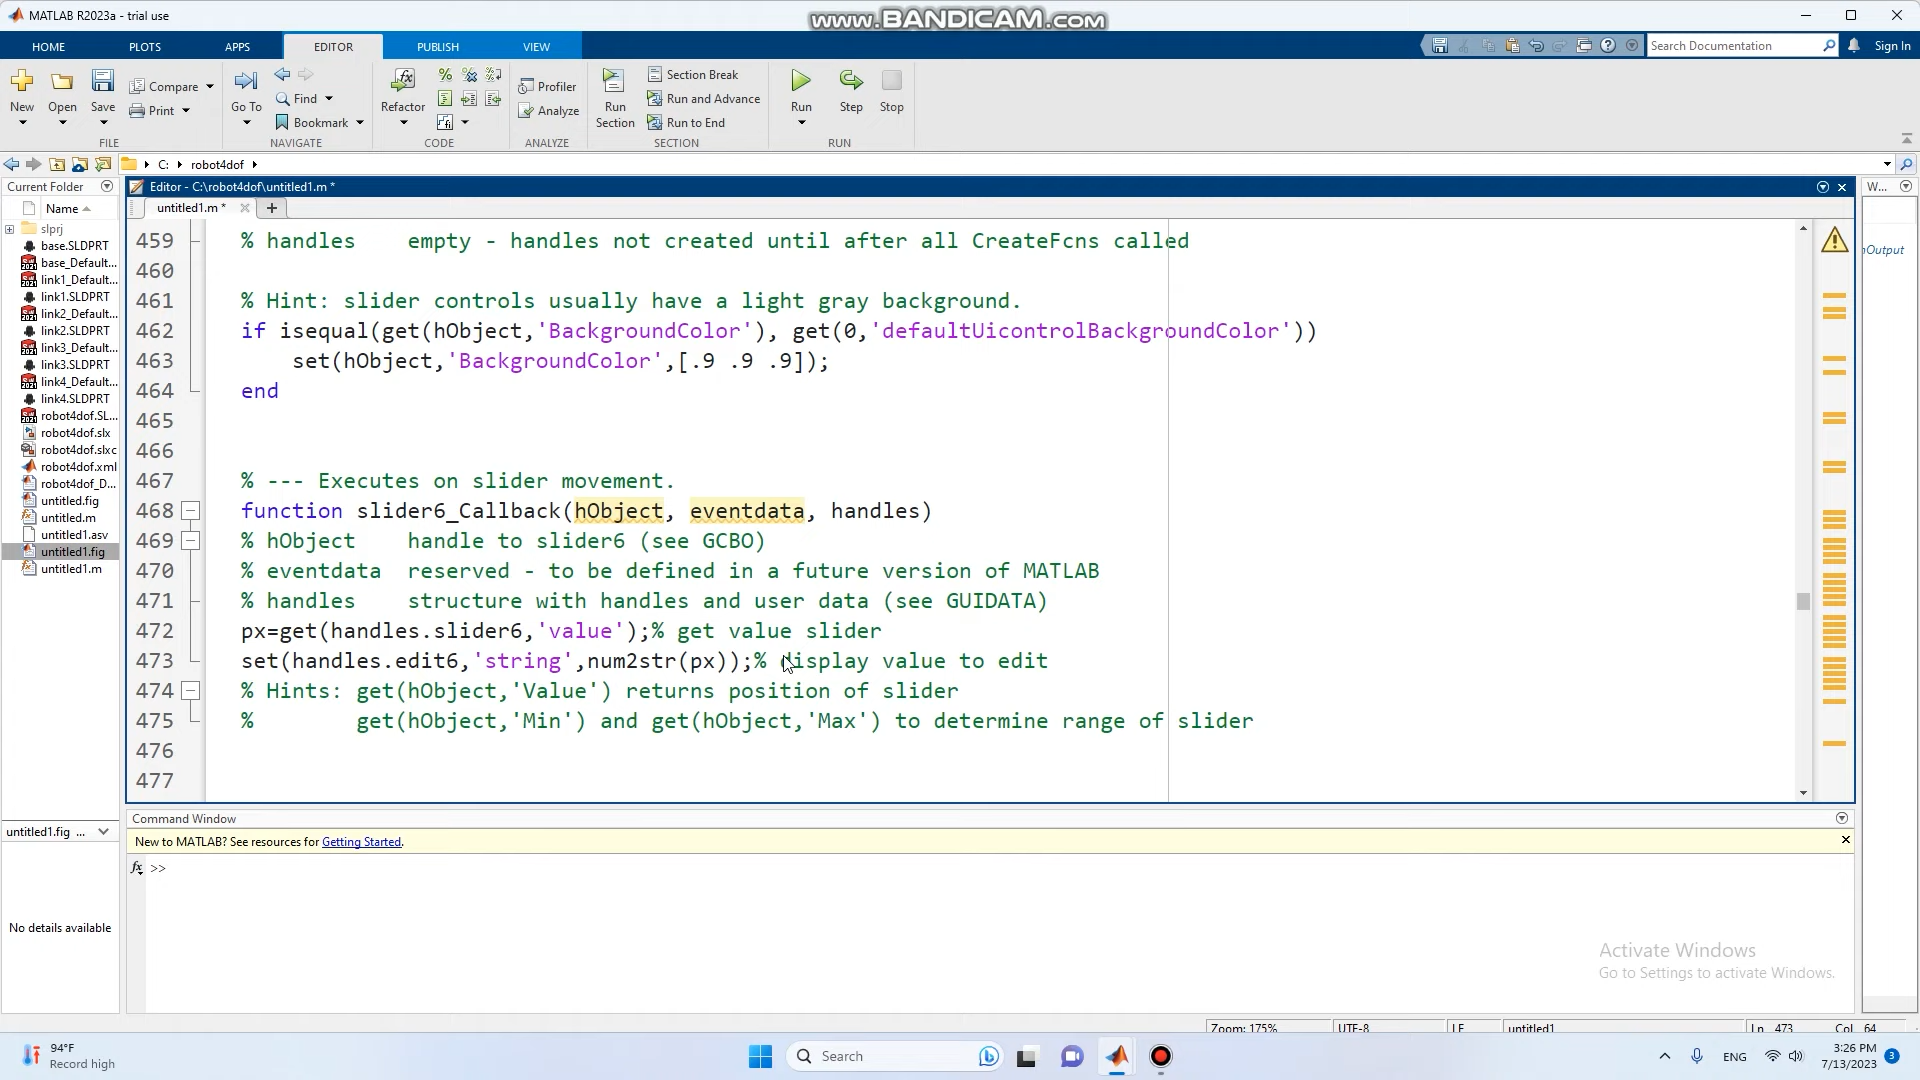 MATLAB R2023a - trial use
www.BANDICAM.com
HOME PLOTS APPS EDITOR PUBLISH VIEW
Search Documentation
Sign In
New Open Save Compare Print
Go To Find Bookmark
Refactor
Profiler Analyze
Run Section
Section Break
Run and Advance
Run to End
Run Step Stop
FILE NAVIGATE CODE ANALYZE SECTION RUN
C: robot4dof
Current Folder
Editor - C:\robot4dof\untitled1.m *
W...
Name
untitled1.m *
slprj
base.SLDPRT
base_Default...
link1_Default...
link1.SLDPRT
link2_Default...
link2.SLDPRT
link3_Default...
link3.SLDPRT
link4_Default...
link4.SLDPRT
robot4dof.SL...
robot4dof.slx
robot4dof.slxc
robot4dof.xml
robot4dof_D...
untitled.fig
untitled.m
untitled1.asv
untitled1.fig
untitled1.m
459 % handles    empty - handles not created until after all CreateFcns called
460
461 % Hint: slider controls usually have a light gray background.
462 if isequal(get(hObject,'BackgroundColor'), get(0,'defaultUicontrolBackgroundColor'))
463     set(hObject,'BackgroundColor',[.9 .9 .9]);
464 end
465
466
467 % --- Executes on slider movement.
468 function slider6_Callback(hObject, eventdata, handles)
469 % hObject    handle to slider6 (see GCBO)
470 % eventdata  reserved - to be defined in a future version of MATLAB
471 % handles    structure with handles and user data (see GUIDATA)
472 px=get(handles.slider6,'value');% get value slider
473 set(handles.edit6,'string',num2str(px));% display value to edit
474 % Hints: get(hObject,'Value') returns position of slider
475 %        get(hObject,'Min') and get(hObject,'Max') to determine range of slider
476
477
nOutput
untitled1.fig ...
No details available
Command Window
New to MATLAB? See resources for Getting Started.
fx >>
Activate Windows
Go to Settings to activate Windows.
Zoom: 175% UTF-8 LF untitled1 Ln 473 Col 64
94°F
Record high
Search
ENG
3:26 PM
7/13/2023
3